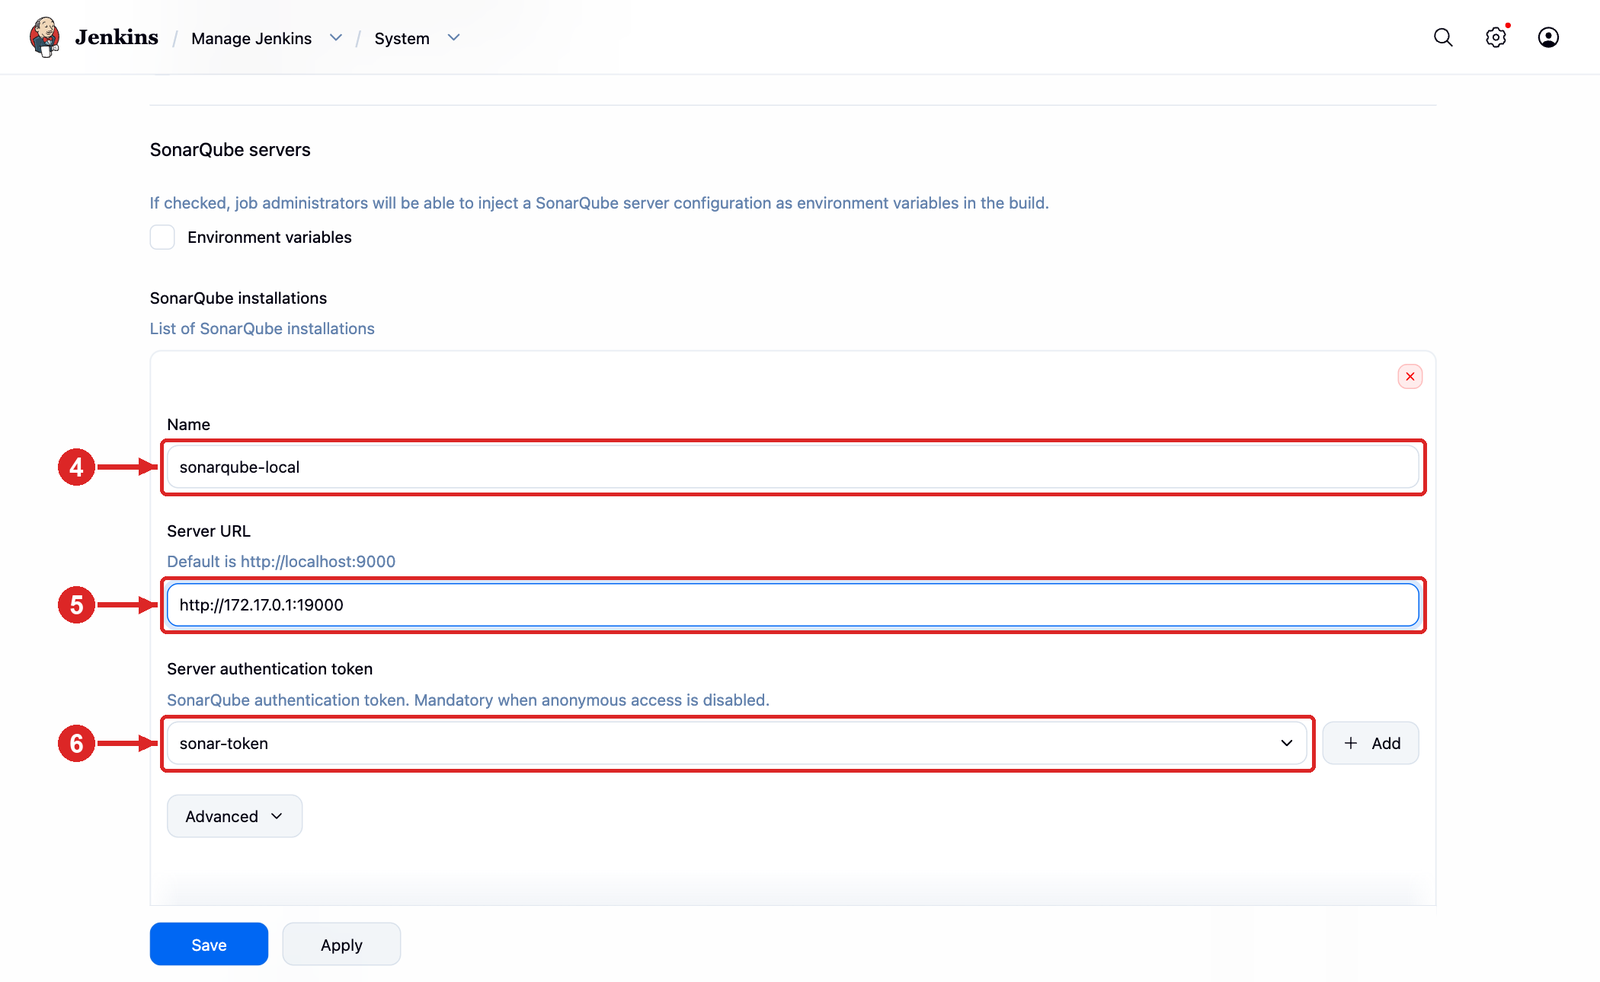 Jenkins / Manage Jenkins / System
SonarQube servers
If checked, job administrators will be able to inject a SonarQube server configuration as environment variables in the build.
Environment variables
SonarQube installations
List of SonarQube installations
Name
4 sonarqube-local
Server URL
Default is http://localhost:9000
5 http://172.17.0.1:19000
Server authentication token
SonarQube authentication token. Mandatory when anonymous access is disabled.
6 sonar-token + Add
Advanced
Save Apply